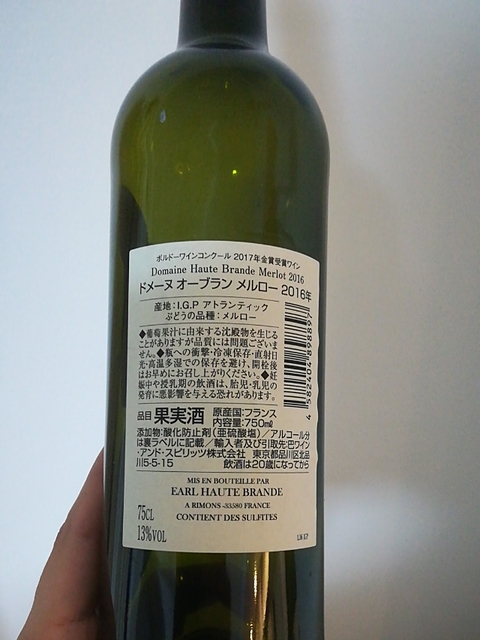 ボルドーワインコンクール 2017年金賞受賞ワイン
Domaine Haute Brande Merlot 2016
ドメーヌ オーブラン メルロー 2016年
産地：I.G.P アトランティック
ぶどうの品種：メルロー
◆葡萄果汁に由来する沈殿物を生じる
ことがありますが品質には問題ございま
せん。◆瓶への衝撃・冷凍保存・直射日
光・高温多湿での保存を避け、開栓後
はお早めにお召し上がりください。◆妊
娠中や授乳期の飲酒は、胎児・乳児の
発育に悪影響を与える恐れがあります。
4 582404 898897
品目 果実酒 原産国：フランス
内容量：750ml
添加物：酸化防止剤（亜硫酸塩）／アルコール分
は裏ラベルに記載／輸入者及び引取先：巴ワイン
・アンド・スピリッツ株式会社 東京都品川区北品
川5-5-15 飲酒は20歳になってから
MIS EN BOUTEILLE PAR
EARL HAUTE BRANDE
A RIMONS -33580 FRANCE
CONTIENT DES SULFITES
75CL
13%VOL